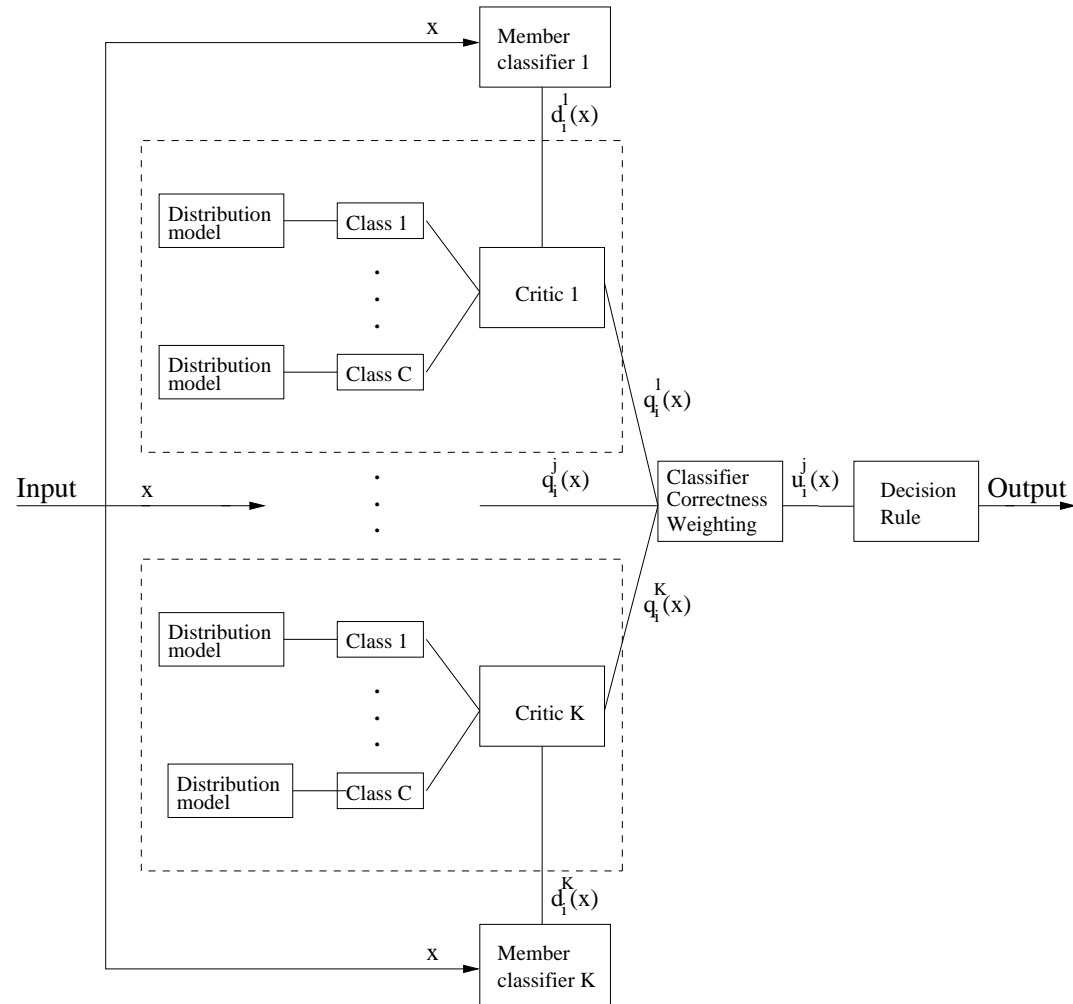 x
Member
classifier 1
d_i^1(x)
Distribution
model
Class 1
Critic 1
Distribution
model
Class C
q_i^1(x)
Input
x
q_i^j(x)
Classifier
Correctness
Weighting
u_i^j(x)
Decision
Rule
Output
q_i^K(x)
Distribution
model
Class 1
Critic K
Distribution
model
Class C
d_i^K(x)
x
Member
classifier K